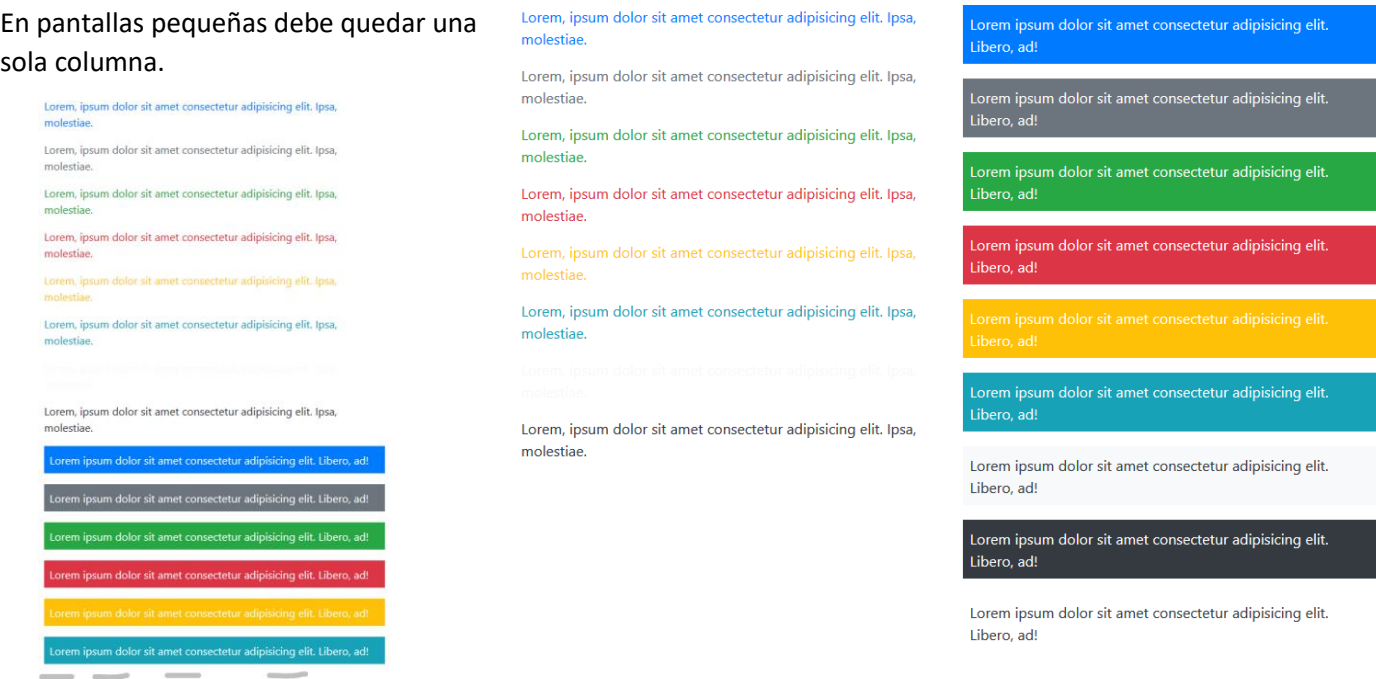 En pantallas pequeñas debe quedar una
sola columna.
Lorem, ipsum dolor sit amet consectetur adipisicing elit. Ipsa,
molestiae.
Lorem, ipsum dolor sit amet consectetur adipisicing elit. Ipsa,
molestiae.
Lorem, ipsum dolor sit amet consectetur adipisicing elit. Ipsa,
molestiae.
Lorem, ipsum dolor sit amet consectetur adipisicing elit. Ipsa,
molestiae.
Lorem, ipsum dolor sit amet consectetur adipisicing elit. Ipsa,
molestiae.
Lorem, ipsum dolor sit amet consectetur adipisicing elit. Ipsa,
molestiae.
Lorem, ipsum dolor sit amet consectetur adipisicing elit. Ipsa,
molestiae.
Lorem ipsum dolor sit amet consectetur adipisicing elit. Libero, ad!
Lorem ipsum dolor sit amet consectetur adipisicing elit. Libero, ad!
Lorem ipsum dolor sit amet consectetur adipisicing elit. Libero, ad!
Lorem ipsum dolor sit amet consectetur adipisicing elit. Libero, ad!
Lorem ipsum dolor sit amet consectetur adipisicing elit. Libero, ad!
Lorem ipsum dolor sit amet consectetur adipisicing elit. Libero, ad!
Lorem, ipsum dolor sit amet consectetur adipisicing elit. Ipsa,
molestiae.
Lorem, ipsum dolor sit amet consectetur adipisicing elit. Ipsa,
molestiae.
Lorem, ipsum dolor sit amet consectetur adipisicing elit. Ipsa,
molestiae.
Lorem, ipsum dolor sit amet consectetur adipisicing elit. Ipsa,
molestiae.
Lorem, ipsum dolor sit amet consectetur adipisicing elit. Ipsa,
molestiae.
Lorem, ipsum dolor sit amet consectetur adipisicing elit. Ipsa,
molestiae.
Lorem, ipsum dolor sit amet consectetur adipisicing elit. Ipsa,
molestiae.
Lorem ipsum dolor sit amet consectetur adipisicing elit.
Libero, ad!
Lorem ipsum dolor sit amet consectetur adipisicing elit.
Libero, ad!
Lorem ipsum dolor sit amet consectetur adipisicing elit.
Libero, ad!
Lorem ipsum dolor sit amet consectetur adipisicing elit.
Libero, ad!
Lorem ipsum dolor sit amet consectetur adipisicing elit.
Libero, ad!
Lorem ipsum dolor sit amet consectetur adipisicing elit.
Libero, ad!
Lorem ipsum dolor sit amet consectetur adipisicing elit.
Libero, ad!
Lorem ipsum dolor sit amet consectetur adipisicing elit.
Libero, ad!
Lorem ipsum dolor sit amet consectetur adipisicing elit.
Libero, ad!